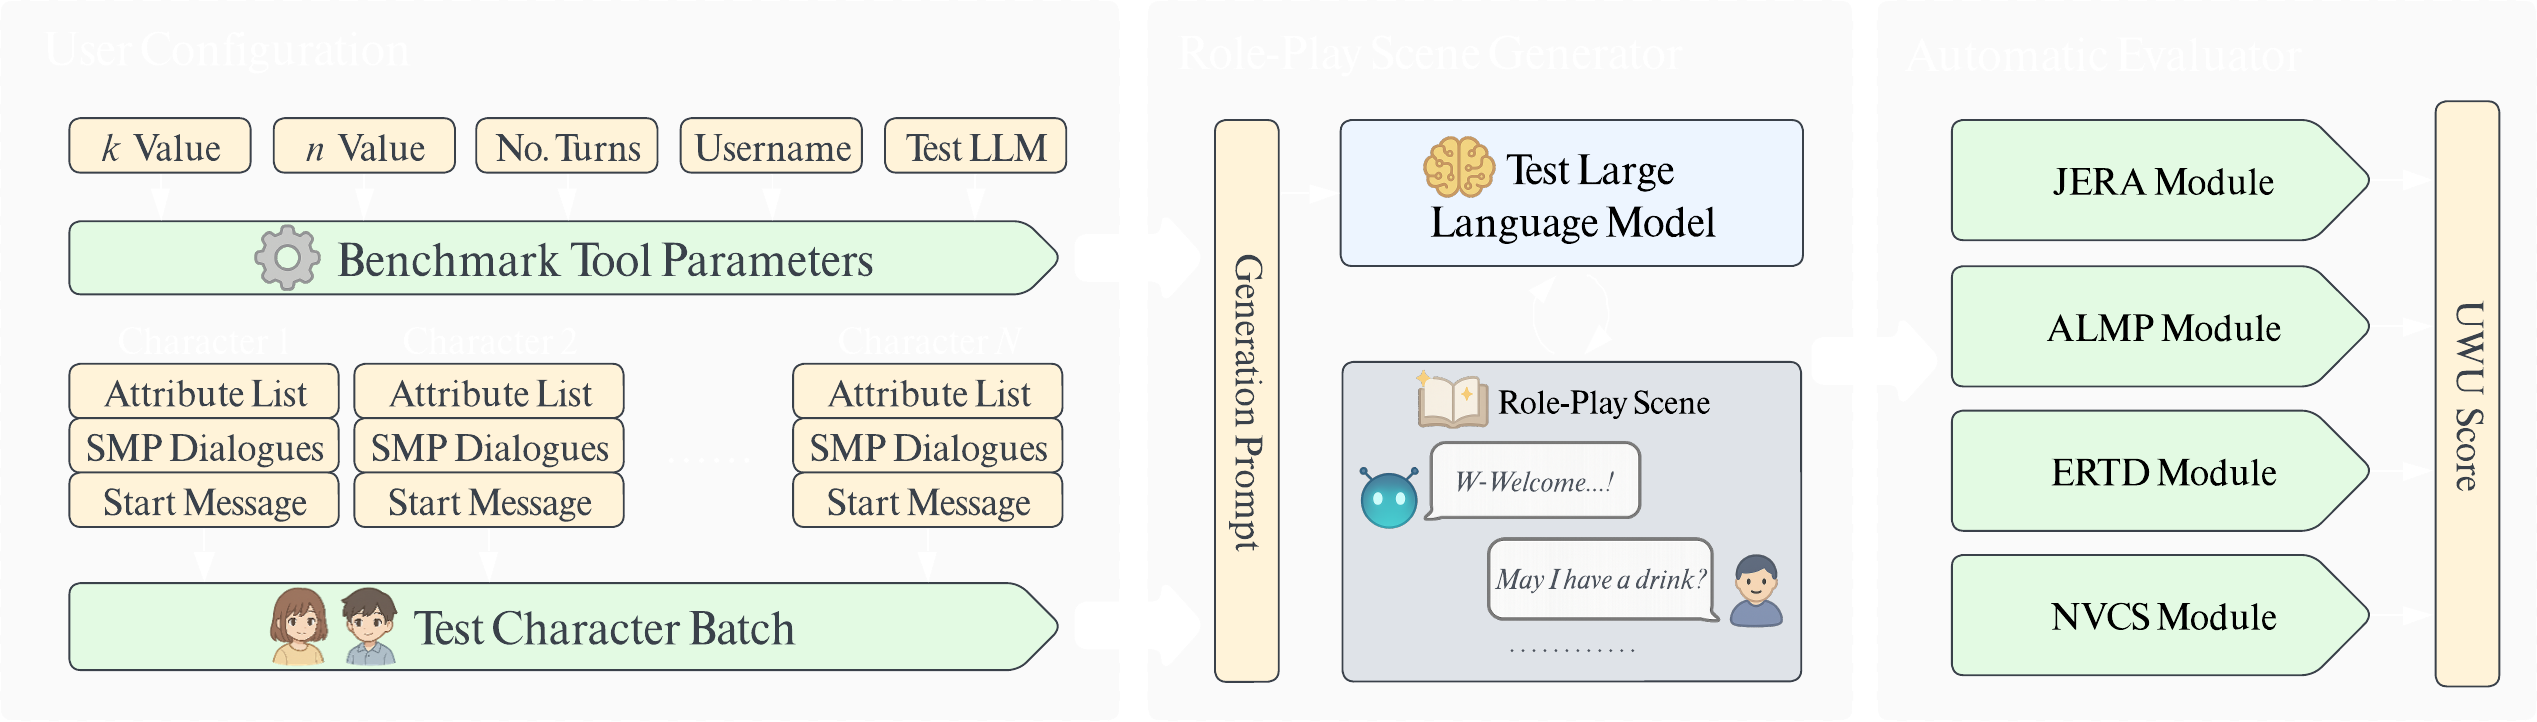 User Configuration
k Value
n Value
No. Turns
Username
Test LLM
Benchmark Tool Parameters
Character 1
Character 2
Character N
Attribute List
SMP Dialogues
Start Message
Attribute List
SMP Dialogues
Start Message
......
Attribute List
SMP Dialogues
Start Message
Test Character Batch
Role-Play Scene Generator
Generation Prompt
Test Large
Language Model
Role-Play Scene
W-Welcome...!
May I have a drink?
............
Automatic Evaluator
JERA Module
ALMP Module
ERTD Module
NVCS Module
UWU Score